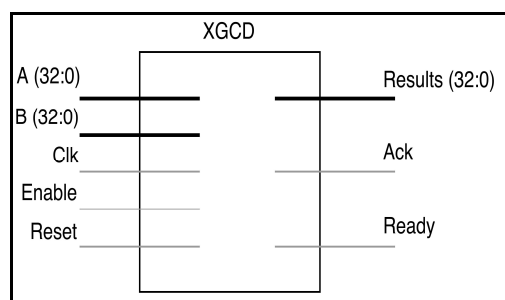 XGCD
A (32:0)
B (32:0)
Clk
Enable
Reset
Results (32:0)
Ack
Ready